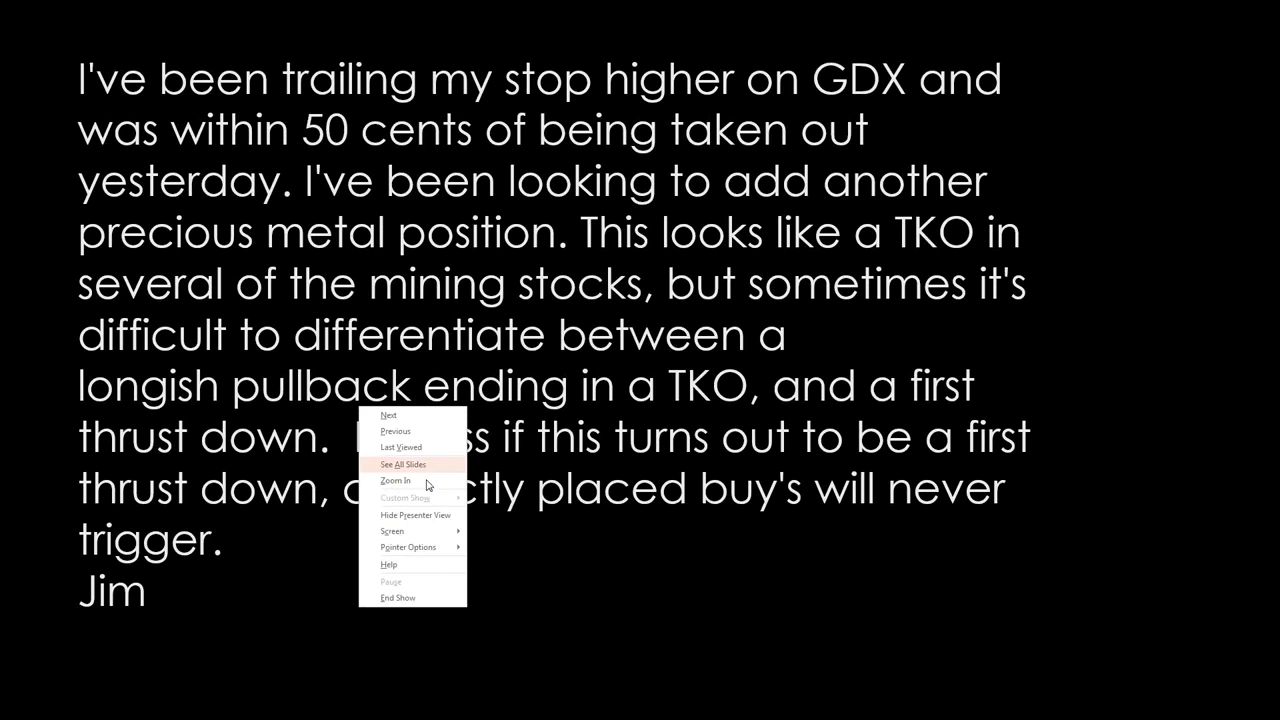 I've been trailing my stop higher on GDX and
was within 50 cents of being taken out
yesterday. I've been looking to add another
precious metal position. This looks like a TKO in
several of the mining stocks, but sometimes it's
difficult to differentiate between a
longish pullback ending in a TKO, and a first
thrust down. if this turns out to be a first
thrust down, placed buy's will never
trigger.
Jim
Next
Previous
Last Viewed
See All Slides
Zoom In
Custom Show
Hide Presenter View
Screen
Pointer Options
Help
Pause
End Show